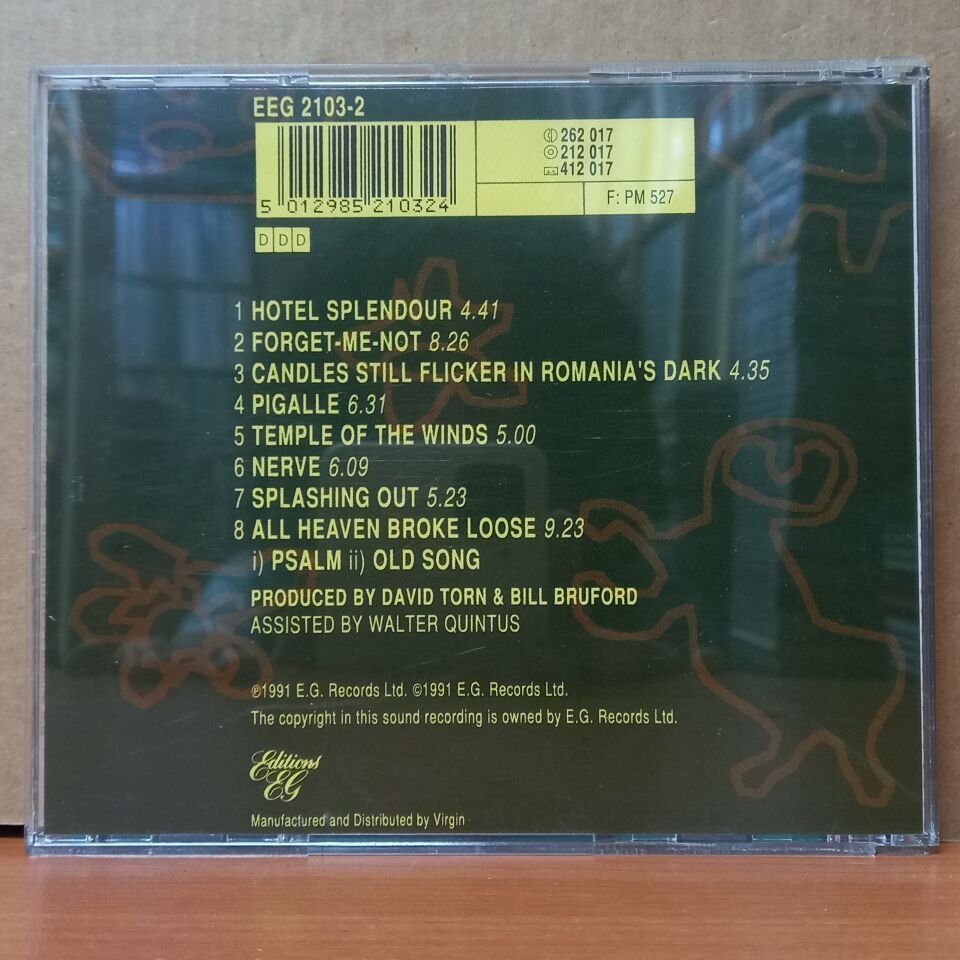 EEG 2103-2
262 017
212 017
412 017
F: PM 527
5 012985 210324
D D D
1 HOTEL SPLENDOUR 4.41
2 FORGET-ME-NOT 8.26
3 CANDLES STILL FLICKER IN ROMANIA'S DARK 4.35
4 PIGALLE 6.31
5 TEMPLE OF THE WINDS 5.00
6 NERVE 6.09
7 SPLASHING OUT 5.23
8 ALL HEAVEN BROKE LOOSE 9.23
i) PSALM ii) OLD SONG
PRODUCED BY DAVID TORN & BILL BRUFORD
ASSISTED BY WALTER QUINTUS
℗1991 E.G. Records Ltd. ©1991 E.G. Records Ltd.
The copyright in this sound recording is owned by E.G. Records Ltd.
Editions
EG
Manufactured and Distributed by Virgin